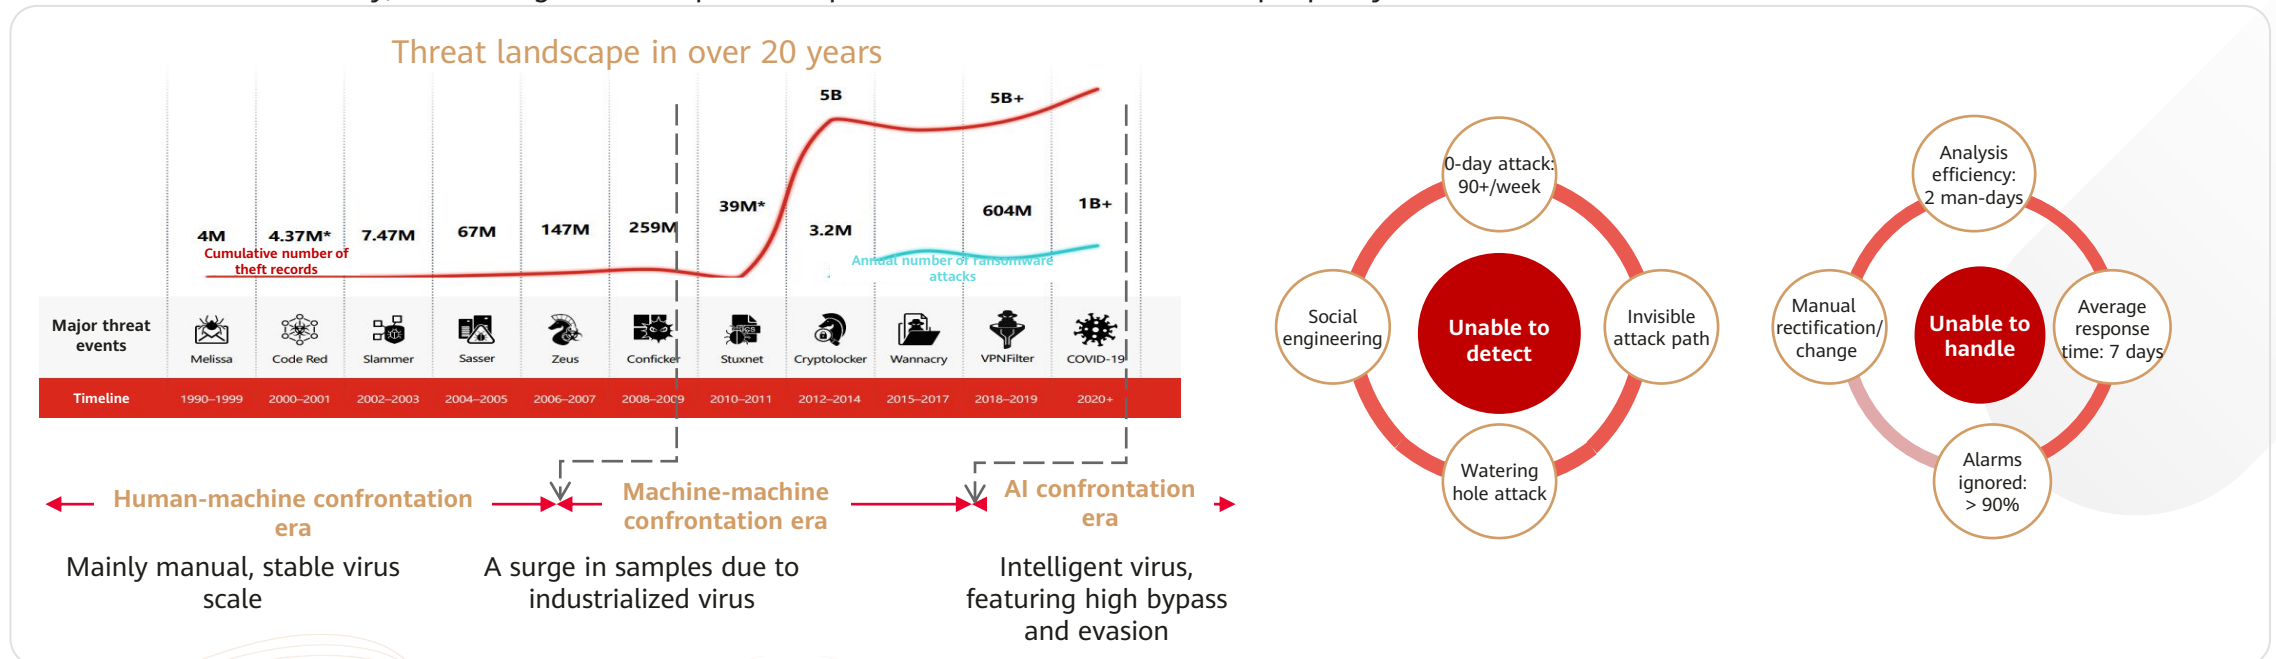 Threat landscape in over 20 years
5B
5B+
4M
4.37M*
7.47M
67M
147M
259M
39M*
3.2M
604M
1B+
Cumulative number of
theft records
Annual number of ransomware
attacks
Major threat
events
Melissa
Code Red
Slammer
Sasser
Zeus
Conficker
Stuxnet
Cryptolocker
Wannacry
VPNFilter
COVID-19
Timeline
1990–1999
2000–2001
2002–2003
2004–2005
2006–2007
2008–2009
2010–2011
2012–2014
2015–2017
2018–2019
2020+
Human-machine confrontation
era
Machine-machine
confrontation era
AI confrontation
era
Mainly manual, stable virus
scale
A surge in samples due to
industrialized virus
Intelligent virus,
featuring high bypass
and evasion
0-day attack:
90+/week
Social
engineering
Unable to
detect
Invisible
attack path
Watering
hole attack
Analysis
efficiency:
2 man-days
Manual
rectification/
change
Unable to
handle
Average
response
time: 7 days
Alarms
ignored:
> 90%